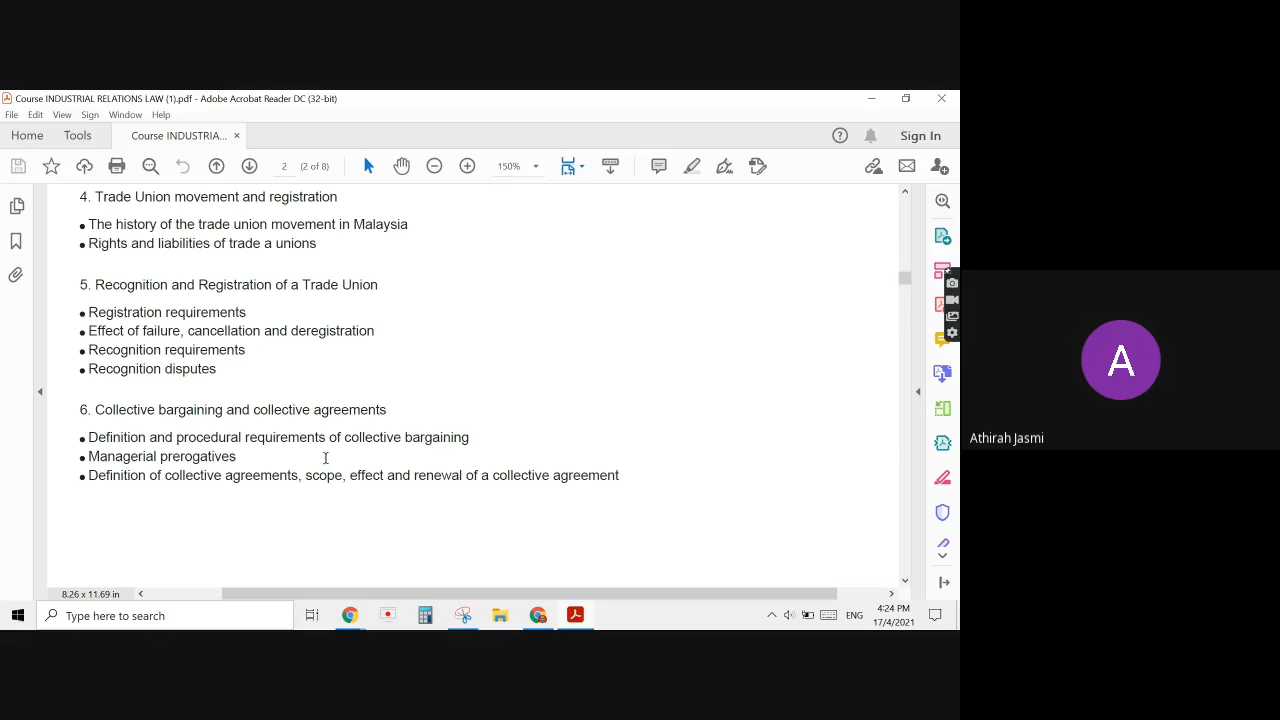 Course INDUSTRIAL RELATIONS LAW (1).pdf - Adobe Acrobat Reader DC (32-bit)
File Edit View Sign Window Help
Home Tools Course INDUSTRIA... × Sign In
2 (2 of 8) 150%
4. Trade Union movement and registration
• The history of the trade union movement in Malaysia
• Rights and liabilities of trade a unions
5. Recognition and Registration of a Trade Union
• Registration requirements
• Effect of failure, cancellation and deregistration
• Recognition requirements
• Recognition disputes
6. Collective bargaining and collective agreements
• Definition and procedural requirements of collective bargaining
• Managerial prerogatives
• Definition of collective agreements, scope, effect and renewal of a collective agreement
8.26 x 11.69 in
Type here to search
ENG
4:24 PM
17/4/2021
A
Athirah Jasmi